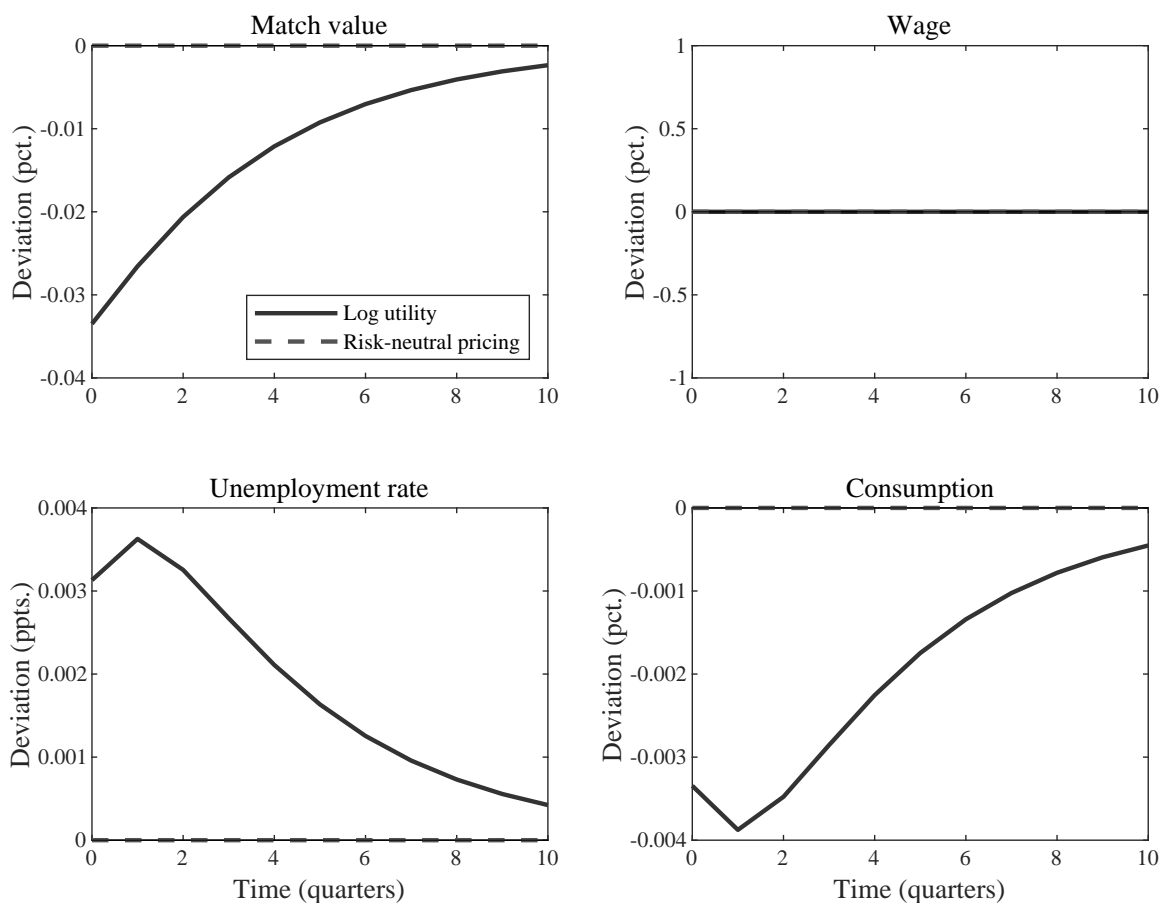 Match value
Deviation (pct.)
0
-0.01
-0.02
-0.03
-0.04
0 2 4 6 8 10
Log utility
Risk-neutral pricing
Wage
Deviation (pct.)
1
0.5
0
-0.5
-1
0 2 4 6 8 10
Unemployment rate
Deviation (ppts.)
0.004
0.003
0.002
0.001
0
0 2 4 6 8 10
Time (quarters)
Consumption
Deviation (pct.)
0
-0.001
-0.002
-0.003
-0.004
0 2 4 6 8 10
Time (quarters)